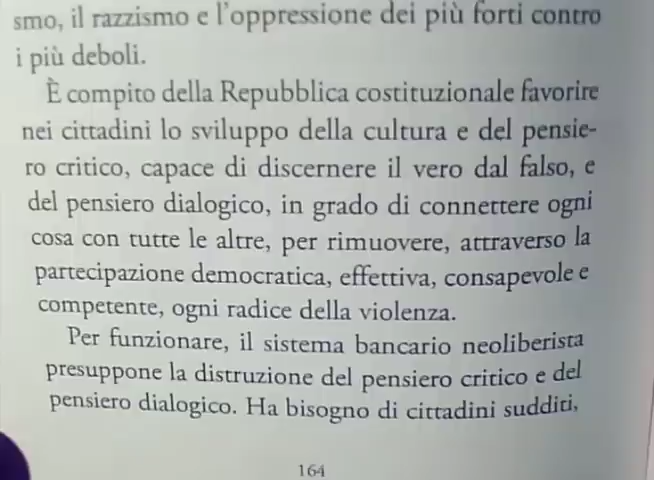 smo, il razzismo e l'oppressione dei più forti contro
i più deboli.
È compito della Repubblica costituzionale favorire
nei cittadini lo sviluppo della cultura e del pensie-
ro critico, capace di discernere il vero dal falso, e
del pensiero dialogico, in grado di connettere ogni
cosa con tutte le altre, per rimuovere, attraverso la
partecipazione democratica, effettiva, consapevole e
competente, ogni radice della violenza.
Per funzionare, il sistema bancario neoliberista
presuppone la distruzione del pensiero critico e del
pensiero dialogico. Ha bisogno di cittadini sudditi,
164